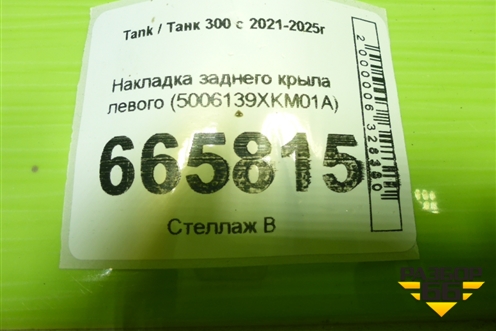 Tank / Танк 300 с 2021-2025г
Накладка заднего крыла
левого (5006139XKM01A)
665815
Стеллаж В